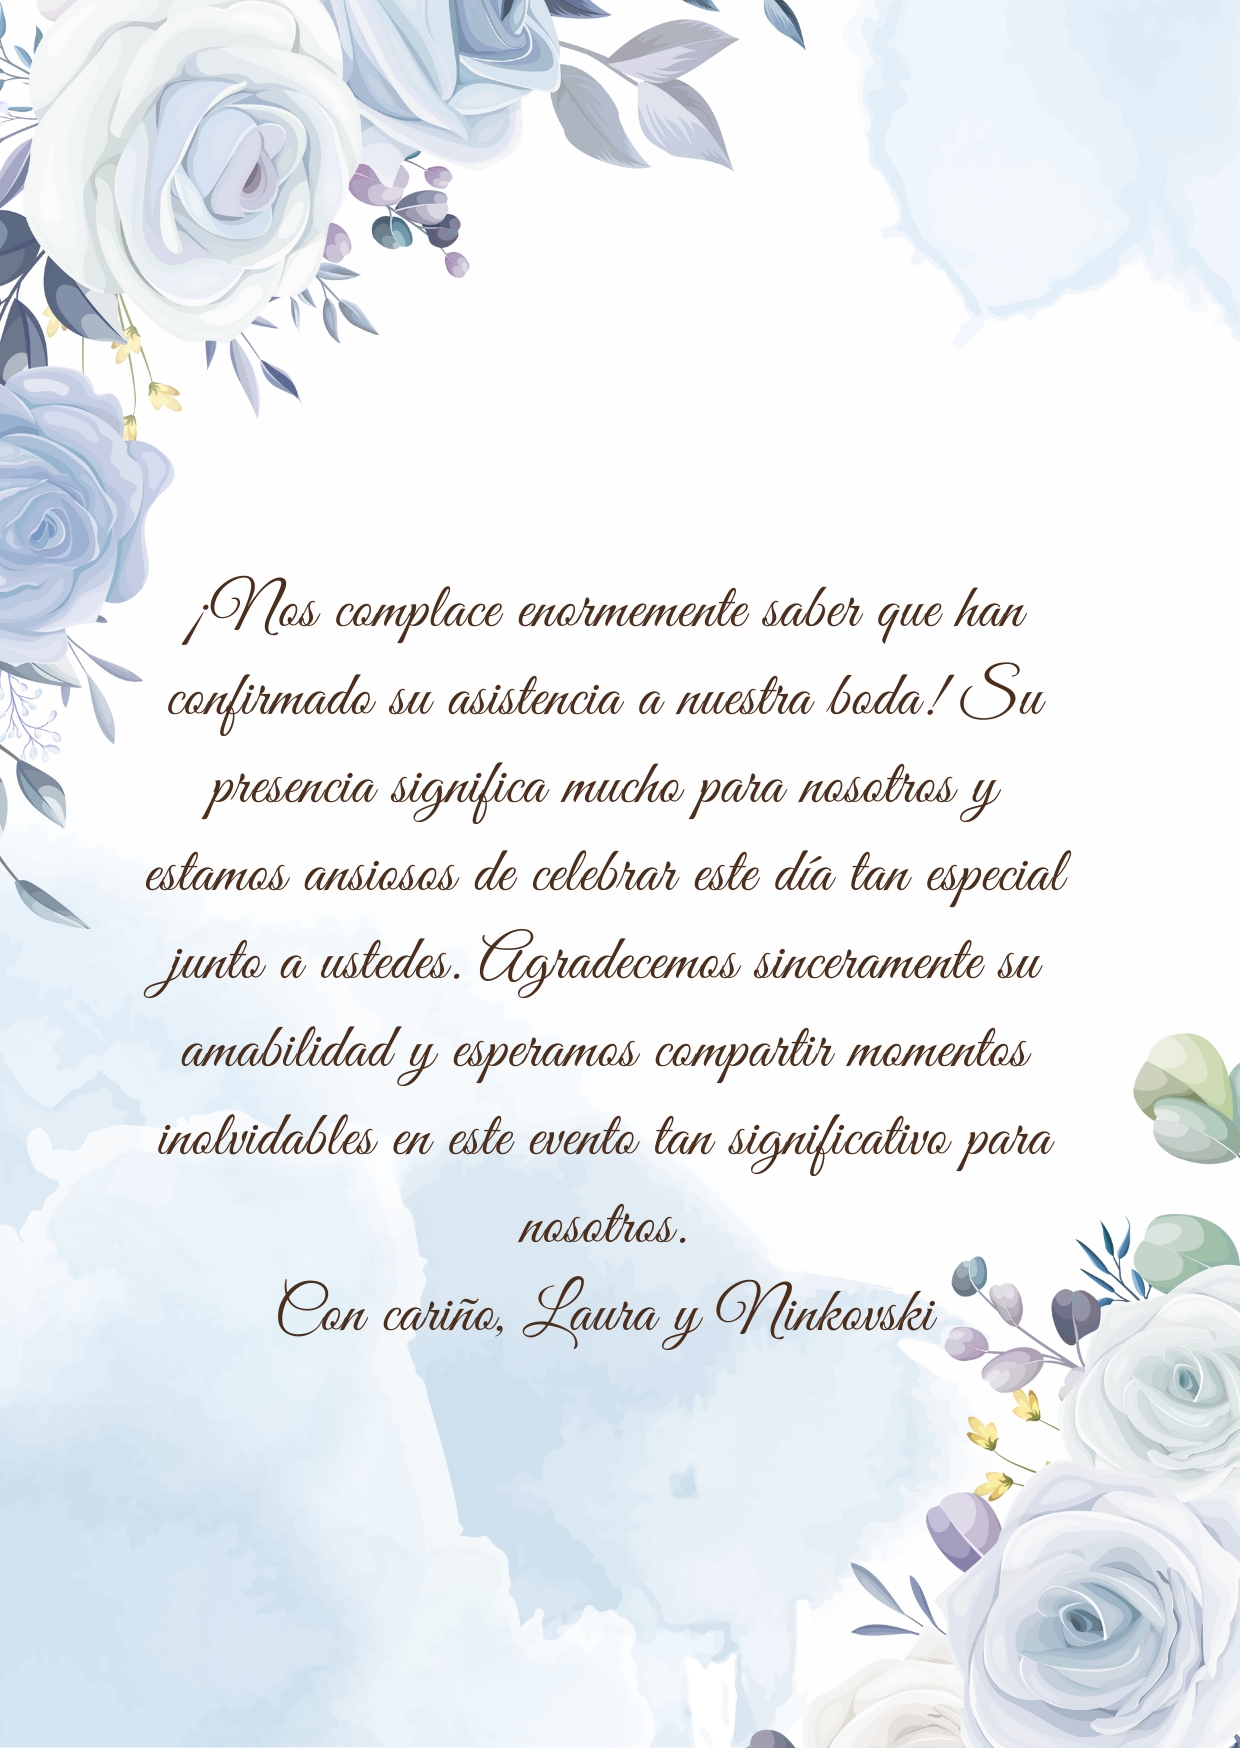 ¡Nos complace enormemente saber que han
confirmado su asistencia a nuestra boda! Su
presencia significa mucho para nosotros y
estamos ansiosos de celebrar este día tan especial
junto a ustedes. Agradecemos sinceramente su
amabilidad y esperamos compartir momentos
inolvidables en este evento tan significativo para
nosotros.
Con cariño, Laura y Ninkovski